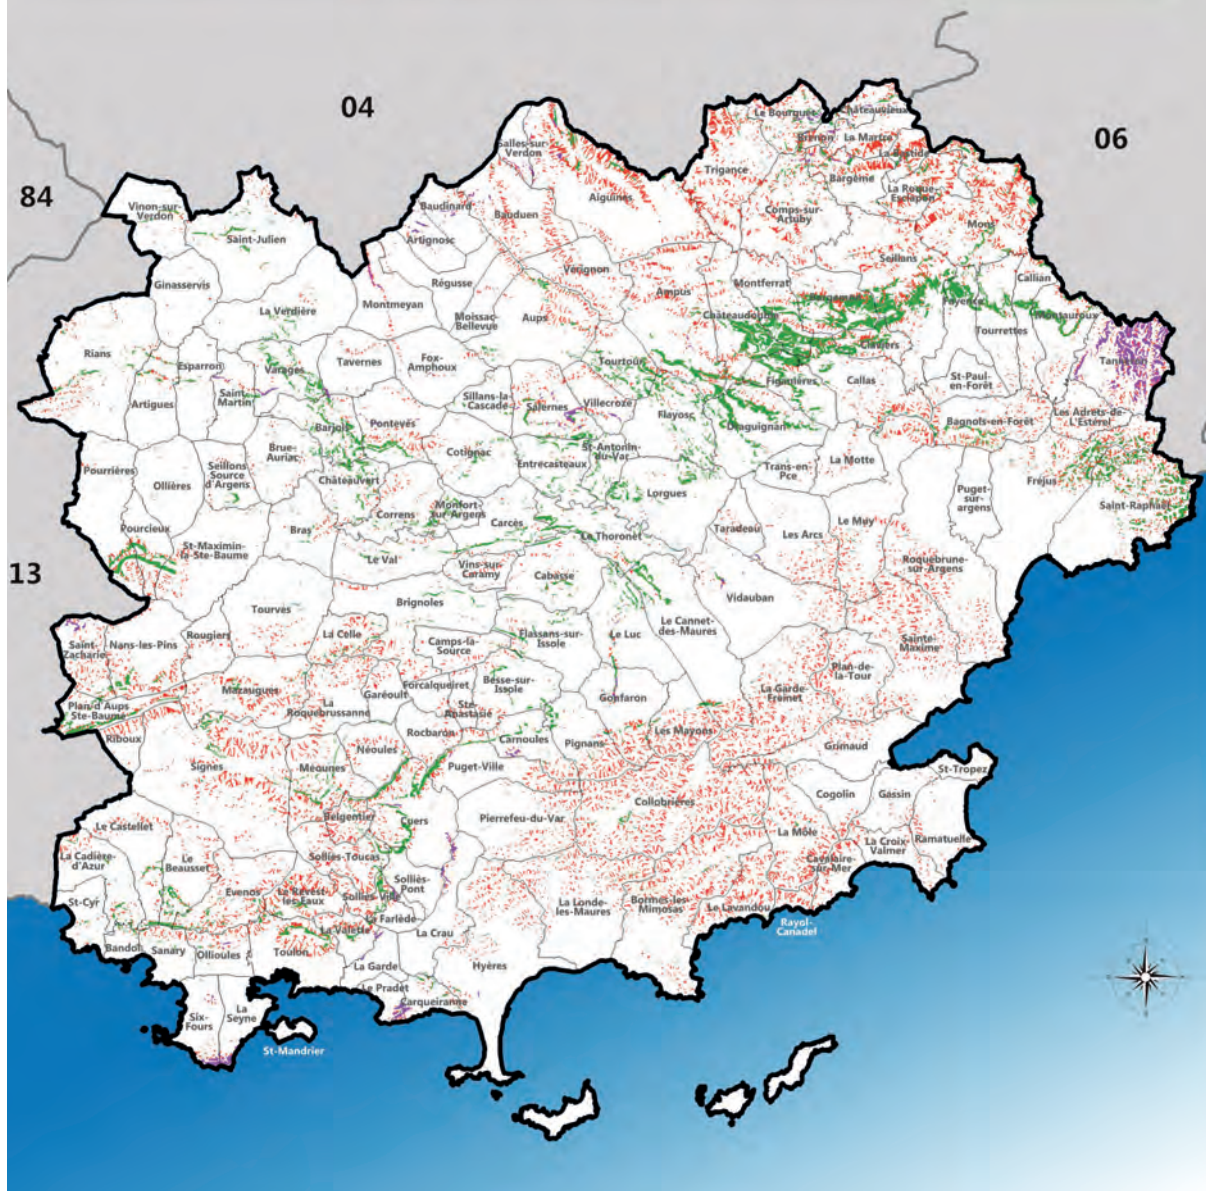 04
06
84
13
Le Bourguet
Châteauvieux
Brenon
La Martre
La Bastide
Salles-sur-
Verdon
Trigance
Bargème
La Roque-
Esclapon
Aiguines
Comps-sur-
Artuby
Mons
Vinon-sur-
Verdon
Baudinard
Bauduen
Saint-Julien
Artignosc
Seillans
Vérignon
Callian
Ginasservis
Régusse
Montferrat
Ampus
Bargemon
Fayence
Montmeyan
La Verdière
Moissac-
Bellevue
Aups
Châteaudouble
Montauroux
Tourrettes
Rians
Esparron
Varages
Tavernes
Fox-
Amphoux
Tourtour
Claviers
Tanneron
Figanières
Callas
St-Paul-
en-Forêt
Artigues
Saint-
Martin
Sillans-la-
Cascade
Salernes
Villecroze
Flayosc
Les Adrets-de-
L'Estérel
Barjols
Pontevès
Draguignan
Bagnols-en-Forêt
Pourrières
Ollières
Seillons
Source
d'Argens
Brue-
Auriac
Cotignac
Entrecasteaux
St-Antonin-
du-Var
Trans-en-
Pce
La Motte
Châteauvert
Lorgues
Puget-
sur-
argens
Fréjus
Saint-Raphaël
Monfort-
sur-Argens
Correns
Carcès
Pourcieux
Bras
Taradeau
Les Arcs
Le Muy
St-Maximin-
la-Ste-Baume
Le Val
Le Thoronet
Vins-sur-
Caramy
Cabasse
Roquebrune-
sur-Argens
Vidauban
Tourves
Brignoles
Le Cannet-
des-Maures
Saint-
Zacharie
Nans-les-Pins
Rougiers
La Celle
Camps-la-
Source
Flassans-sur-
Issole
Le Luc
Sainte-
Maxime
Plan-de-
la-Tour
Mazaugues
Garéoult
Forcalqueiret
Besse-sur-
Issole
Gonfaron
La Garde-
Freinet
Plan-d'Aups
Ste-Baume
La
Roquebrussanne
Ste-
Anastasie
Riboux
Rocbaron
Carnoules
Pignans
Les Mayons
Grimaud
Signes
Néoules
Méounes
Puget-Ville
St-Tropez
Collobrières
Cogolin
Gassin
Belgentier
Cuers
Pierrefeu-du-Var
Le Castellet
La Môle
La Croix-
Valmer
Ramatuelle
La Cadière-
d'Azur
Le
Beausset
Solliès-Toucas
Cavalaire-
sur-Mer
St-Cyr
Evenos
Le Revest-
les-Eaux
Solliès-Ville
Solliès-
Pont
La Londe-
les-Maures
Bormes-les-
Mimosas
Le Lavandou
La Farlède
Rayol-
Canadel
Bandol
Sanary
Ollioules
Toulon
La Valette
La Crau
La Garde
Hyères
Le Pradet
Carqueiranne
Six-
Fours
La
Seyne
St-Mandrier